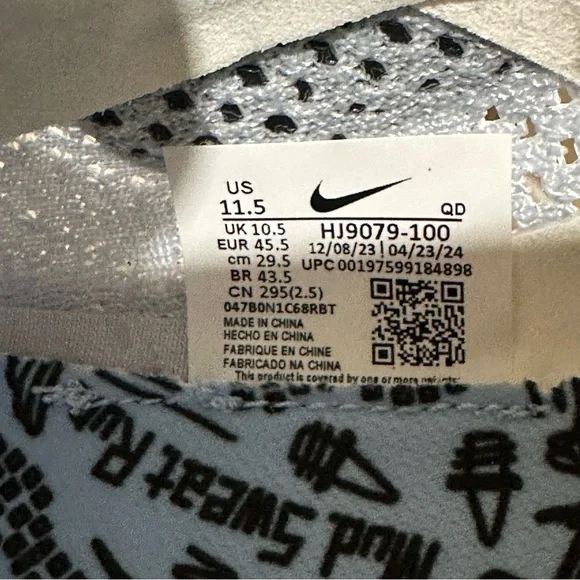 US
11.5
QD
UK 10.5
HJ9079-100
EUR 45.5
12/08/23 | 04/23/24
cm 29.5
UPC 00197599184898
BR 43.5
CN 295(2.5)
047B0N1C68RBT
MADE IN CHINA
HECHO EN CHINA
FABRIQUE EN CHINE
FABRICADO NA CHINA
This product is covered by one or more patents:
Mud Sweat